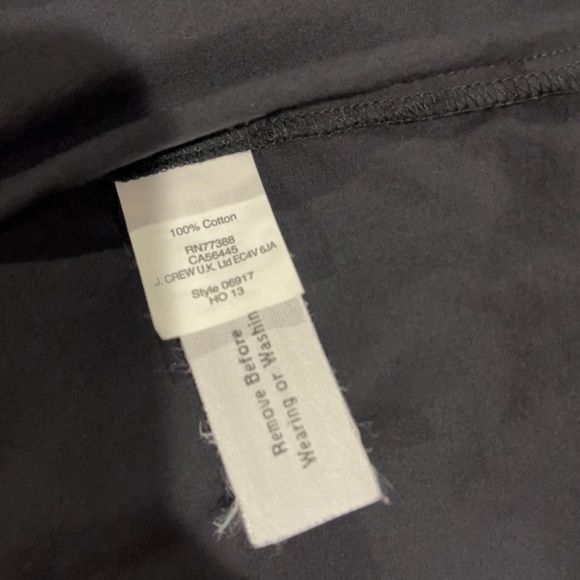 100% Cotton
RN77388
CA56445
J. CREW U.K. Ltd EC4V 6JA
Style 06917
HO 13
Remove Before
Wearing or Washin